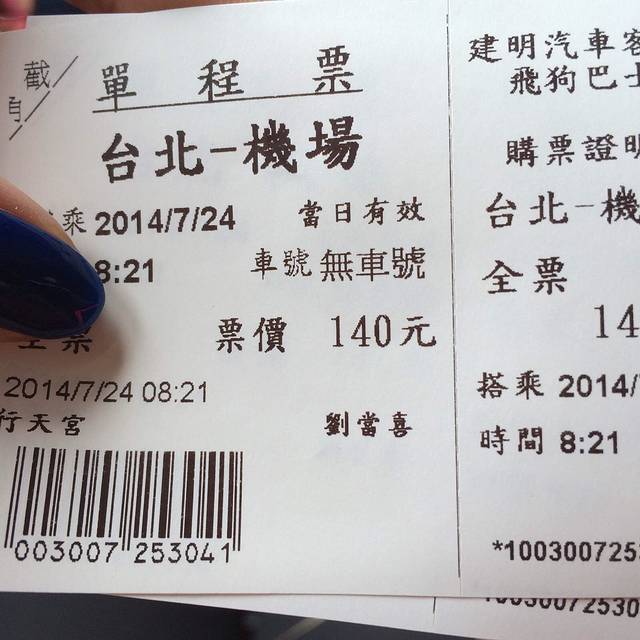 截
單程票
台北-機場
乘 2014/7/24 當日有效
8:21 車號 無車號
全票 票價 140元
2014/7/24 08:21
行天宮 劉當喜
003007 253041
建明汽車客
飛狗巴士
購票證明
台北-機
全票
14
搭乘 2014/
時間 8:21
*100300725